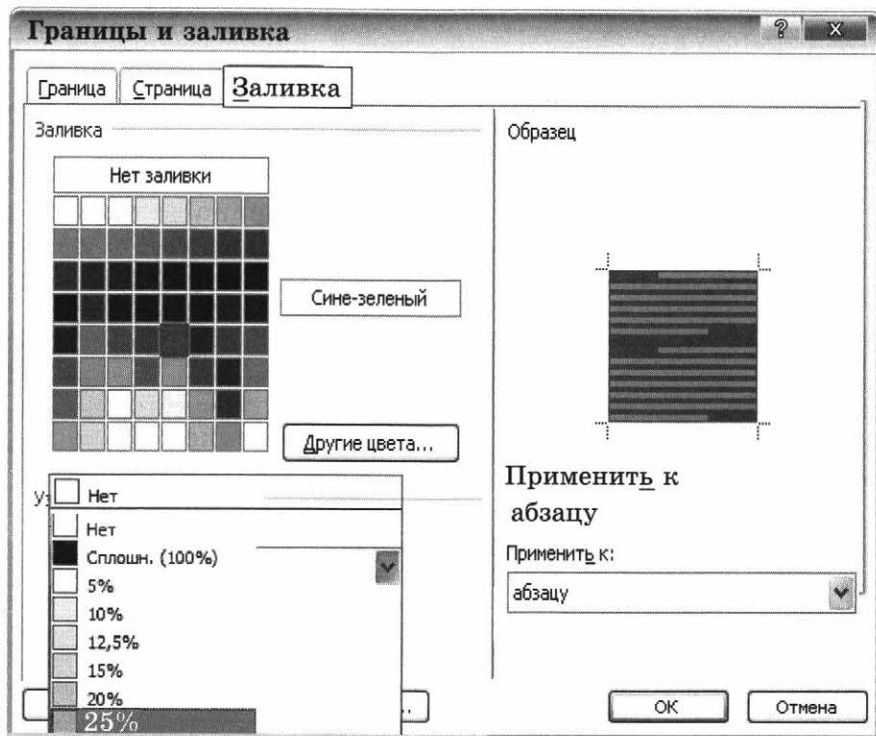 Границы и заливка
? X
Граница Страница Заливка
Заливка
Нет заливки
Сине-зеленый
Другие цвета...
Образец
Применить к
абзацу
Применить к:
абзацу
Нет
Нет
Сплошн. (100%)
5%
10%
12,5%
15%
20%
25%
ОК Отмена